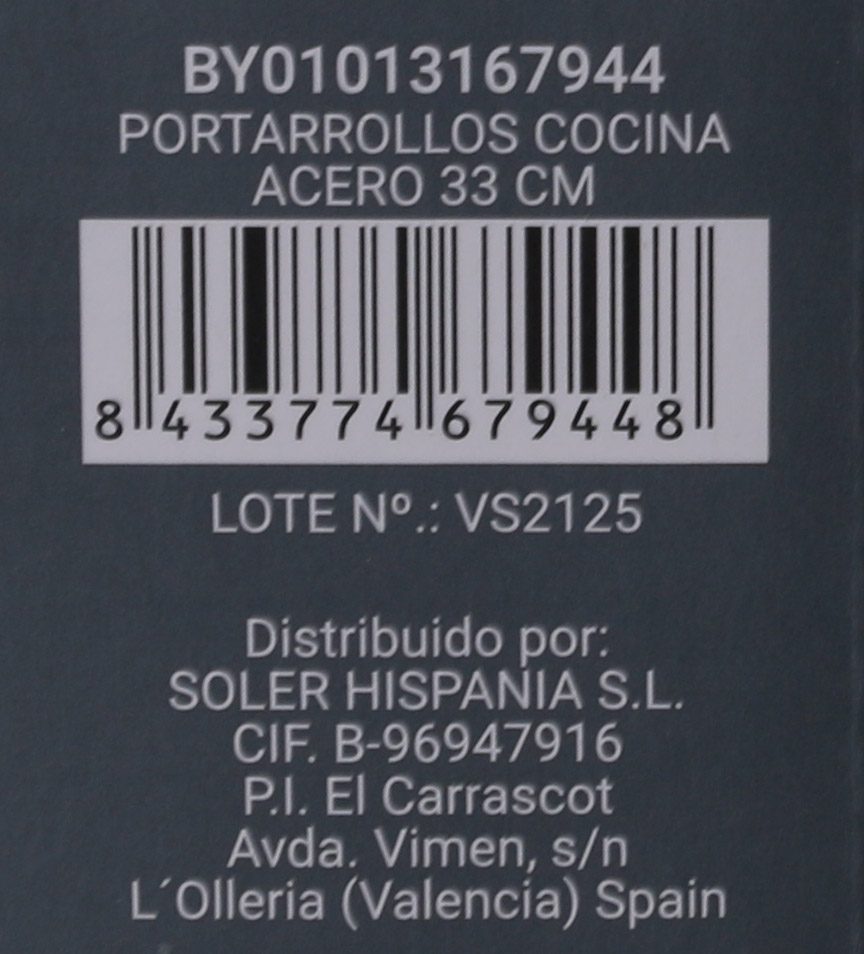 BY01013167944
PORTARROLLOS COCINA
ACERO 33 CM
8 433774 679448
LOTE Nº.: VS2125
Distribuido por:
SOLER HISPANIA S.L.
CIF. B-96947916
P.I. El Carrascot
Avda. Vimen, s/n
L´Olleria (Valencia) Spain